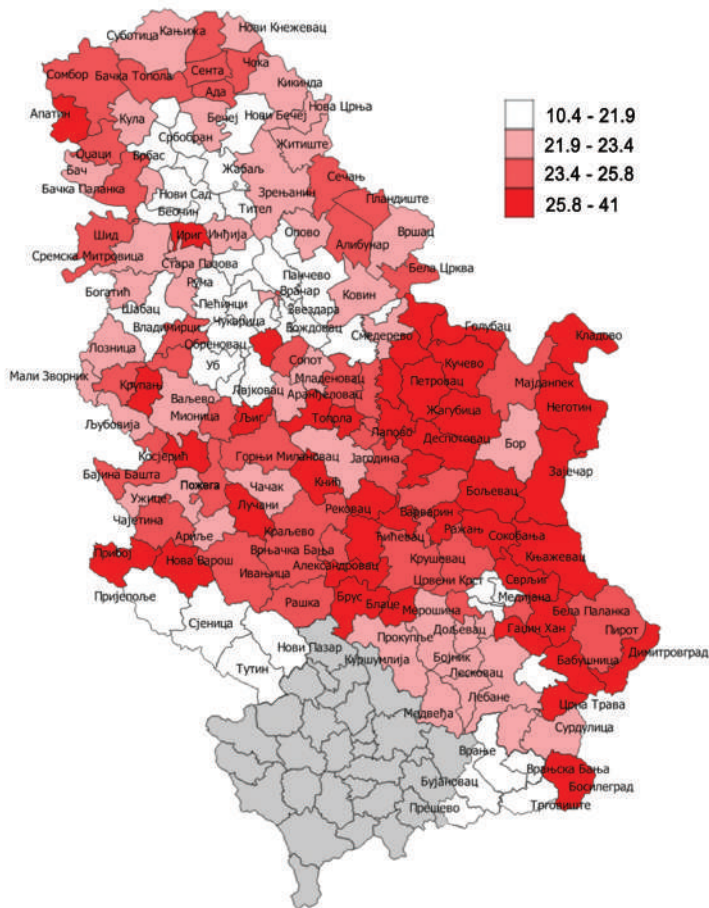 Суботица
Кањижа
Нови Кнежевац
Сомбор
Бачка Топола
Сента
Чока
Ада
Кикинда
Апатин
Кула
Србобран
Бечеј
Нови Бечеј
Нова Црња
Оџаци
Врбас
Житиште
Бач
Жабаљ
Сечањ
Бачка Паланка
Нови Сад
Зрењанин
Пландиште
Беочин
Тител
Шид
Ириг
Инђија
Опово
Алибунар
Вршац
Сремска Митровица
Стара Пазова
Панчево
Бела Црква
Богатић
Рума
Врачар
Ковин
Шабац
Пећинци
Звездара
Чукарица
Вождовац
Смедерево
Голубац
Кладово
Владимирци
Обреновац
Лозница
Уб
Сопот
Кучево
Мали Зворник
Крупањ
Лајковац
Младеновац
Петровац
Мајданпек
Ваљево
Аранђеловац
Жагубица
Неготин
Љубовија
Мионица
Љиг
Топола
Лапово
Деспотовац
Бор
Косјерић
Горњи Милановац
Јагодина
Зајечар
Бајина Башта
Пожега
Чачак
Кнић
Бољевац
Ужице
Лучани
Рековац
Варварин
Чајетина
Ариље
Краљево
Ћићевац
Ражањ
Сокобања
Прибој
Нова Варош
Врњачка Бања
Крушевац
Књажевац
Ивањица
Александровац
Црвени Крст
Сврљиг
Пријепоље
Рашка
Брус
Блаце
Мерошина
Медијана
Бела Паланка
Сјеница
Гаџин Хан
Пирот
Нови Пазар
Прокупље
Дољевац
Димитровград
Тутин
Куршумлија
Бојник
Бабушница
Лесковац
Лебане
Црна Трава
Медвеђа
Сурдулица
Врање
Врањска Бања
Бујановац
Босилеград
Прешево
Трговиште
10.4 - 21.9
21.9 - 23.4
23.4 - 25.8
25.8 - 41